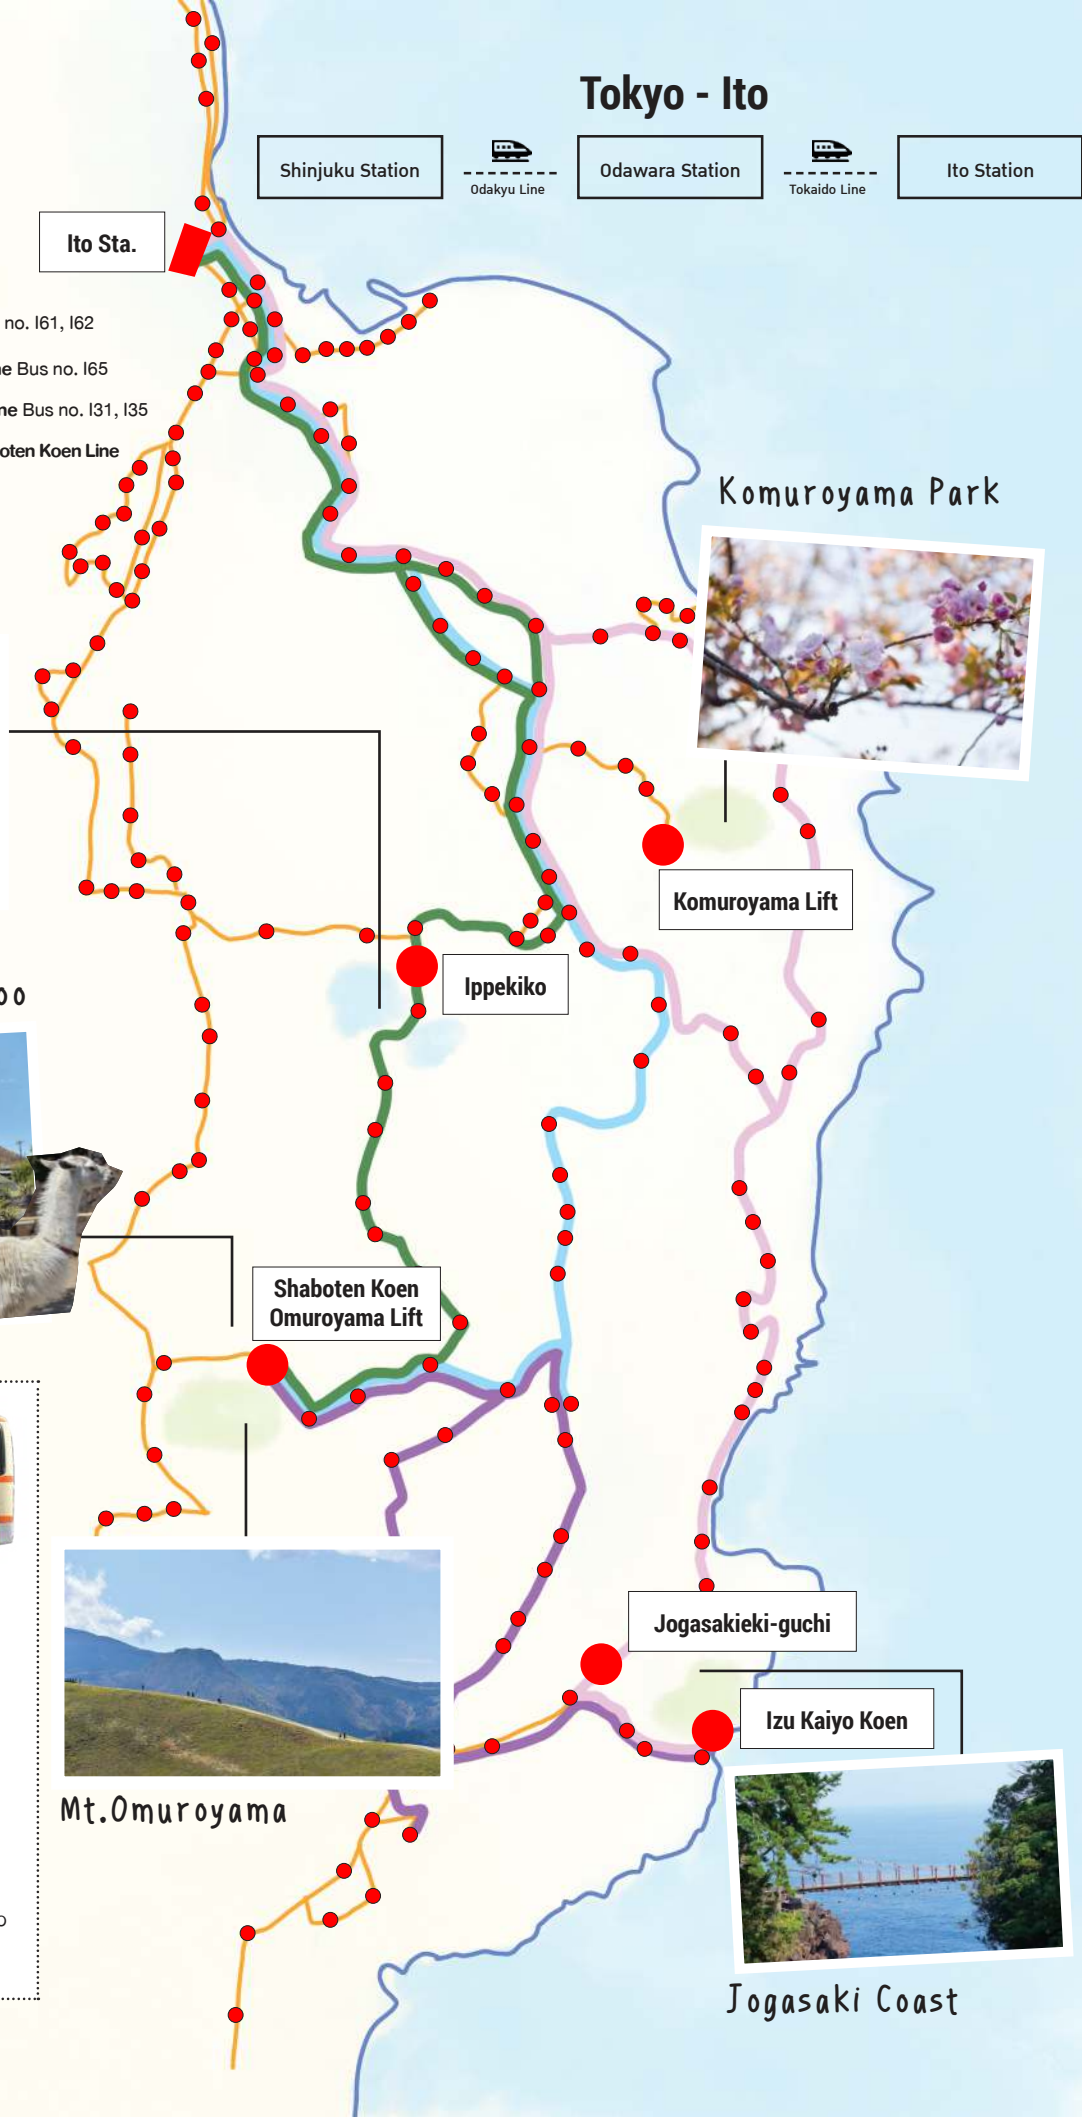 Tokyo - Ito
Shinjuku Station
Odakyu Line
Odawara Station
Tokaido Line
Ito Station
Ito Sta.
no. I61, I62
Bus no. I65
Bus no. I31, I35
Koen Line
Komuroyama Park
Komuroyama Lift
Ippekiko
Shaboten Koen
Omuroyama Lift
Jogasakieki-guchi
Izu Kaiyo Koen
Mt.Omuroyama
Jogasaki Coast